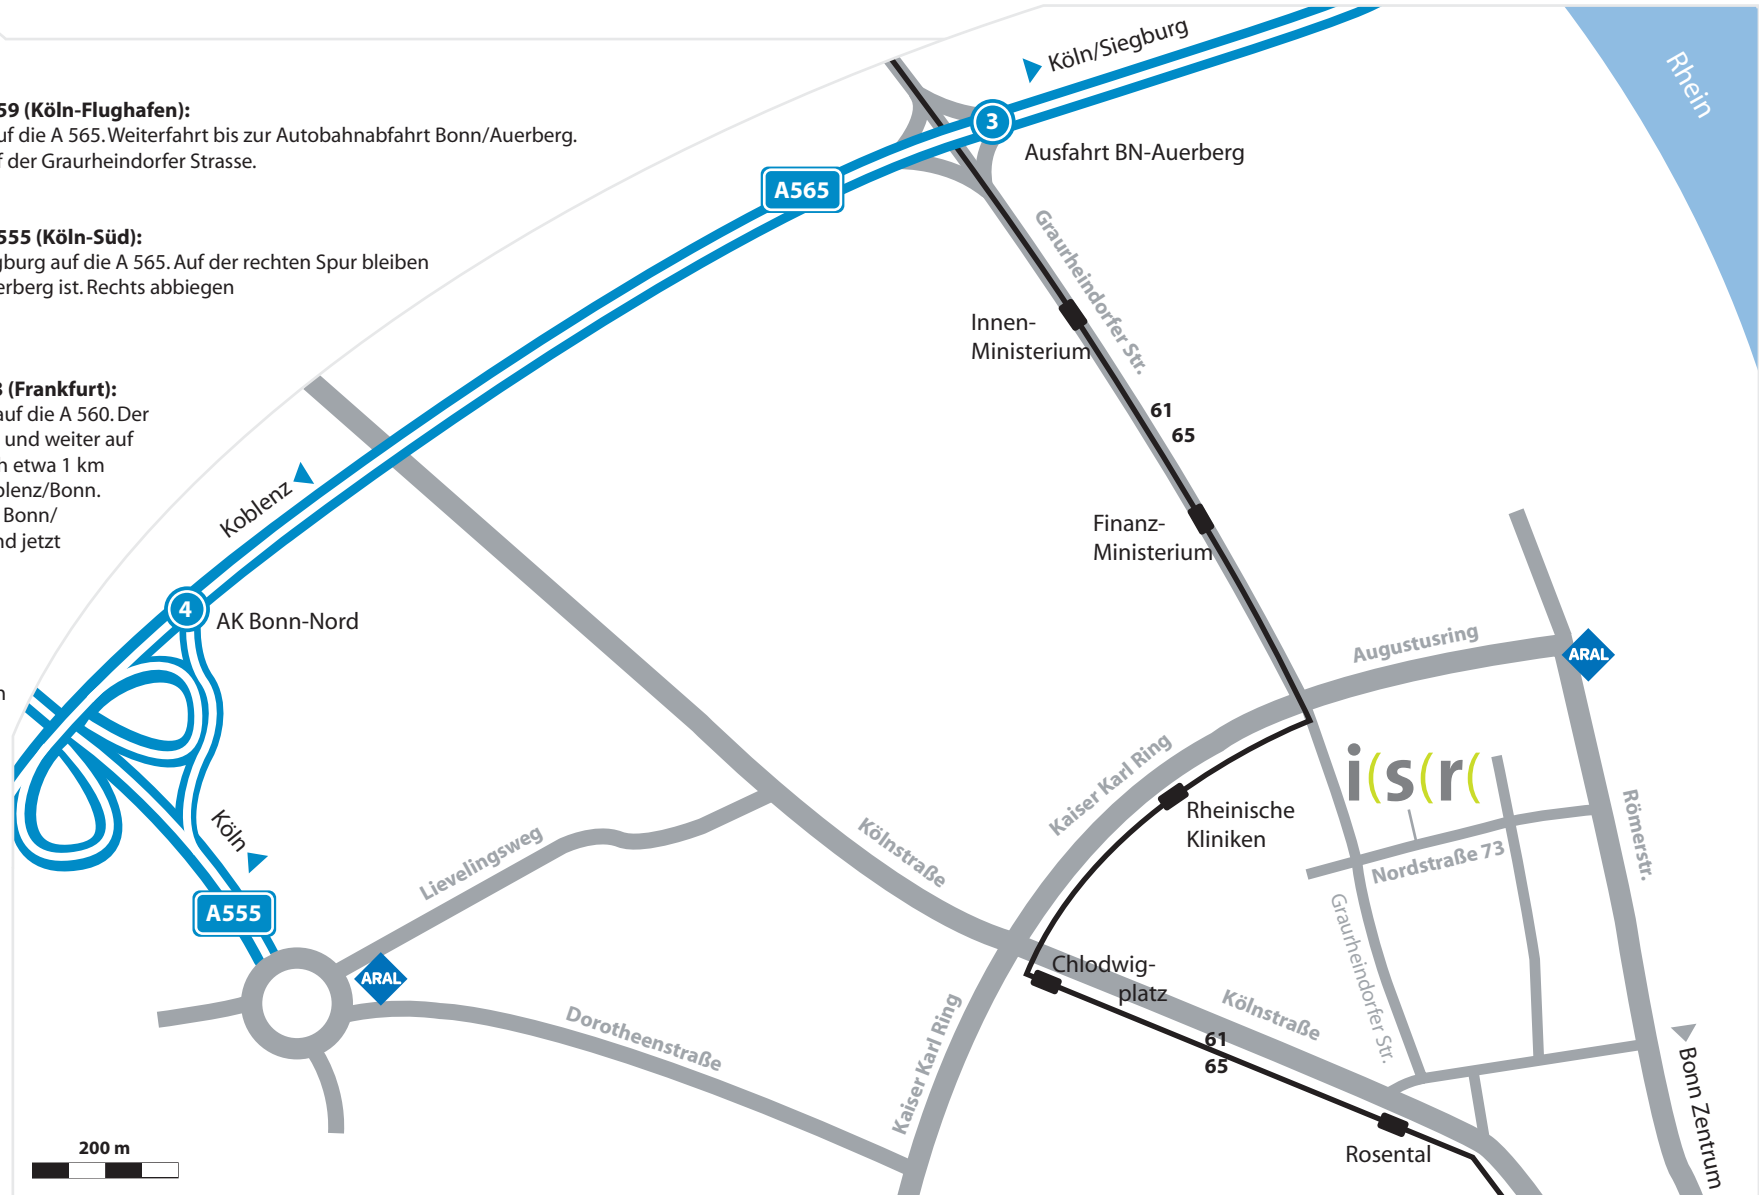 59 (Köln-Flughafen):
uf die A 565. Weiterfahrt bis zur Autobahnabfahrt Bonn/Auerberg.
f der Graurheindorfer Strasse.
555 (Köln-Süd):
gburg auf die A 565. Auf der rechten Spur bleiben
erberg ist. Rechts abbiegen
(Frankfurt):
auf die A 560. Der
und weiter auf
h etwa 1 km
blenz/Bonn.
Bonn/
nd jetzt
n
Köln/Siegburg
Rhein
3
Ausfahrt BN-Auerberg
A565
Graurheindorfer Str.
Innen-
Ministerium
61
65
Koblenz
Finanz-
Ministerium
4
AK Bonn-Nord
Augustusring
ARAL
i(s(r(
Kaiser Karl Ring
Rheinische
Kliniken
Römerstr.
Köln
Lievelingsweg
Kölnstraße
Nordstraße 73
A555
Graurheindorfer Str.
ARAL
Chlodwig-
platz
Kölnstraße
Dorotheenstraße
Kaiser Karl Ring
61
65
Bonn Zentrum
200 m
Rosental